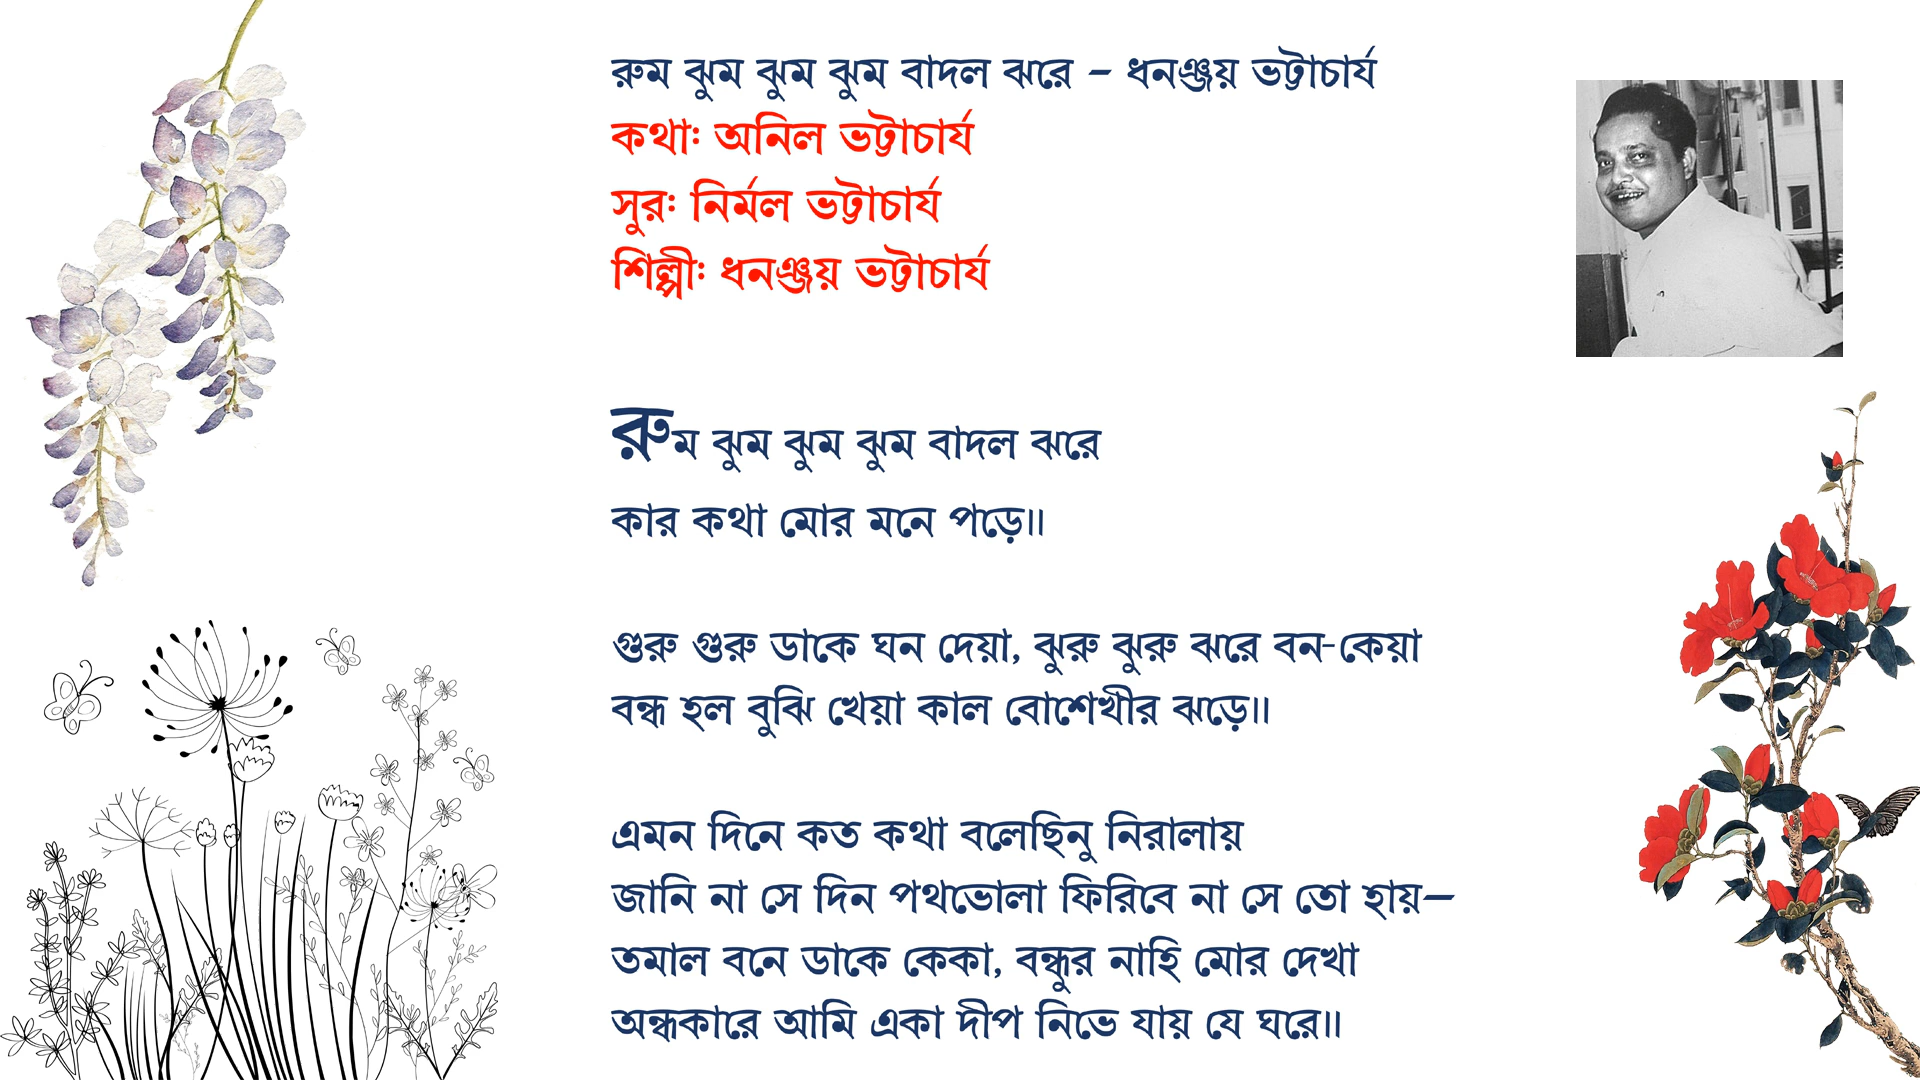 রুম ঝুম ঝুম ঝুম বাদল ঝরে – ধনঞ্জয় ভট্টাচার্য
কথাঃ অনিল ভট্টাচার্য
সুরঃ নির্মল ভট্টাচার্য
শিল্পীঃ ধনঞ্জয় ভট্টাচার্য
রুম ঝুম ঝুম ঝুম বাদল ঝরে
কার কথা মোর মনে পড়ে॥
গুরু গুরু ডাকে ঘন দেয়া, ঝুরু ঝুরু ঝরে বন-কেয়া
বন্ধ হল বুঝি খেয়া কাল বোশেখীর ঝড়ে॥
এমন দিনে কত কথা বলেছিনু নিরালায়
জানি না সে দিন পথভোলা ফিরিবে না সে তো হায়—
তমাল বনে ডাকে কেকা, বন্ধুর নাহি মোর দেখা
অন্ধকারে আমি একা দীপ নিভে যায় যে ঘরে॥